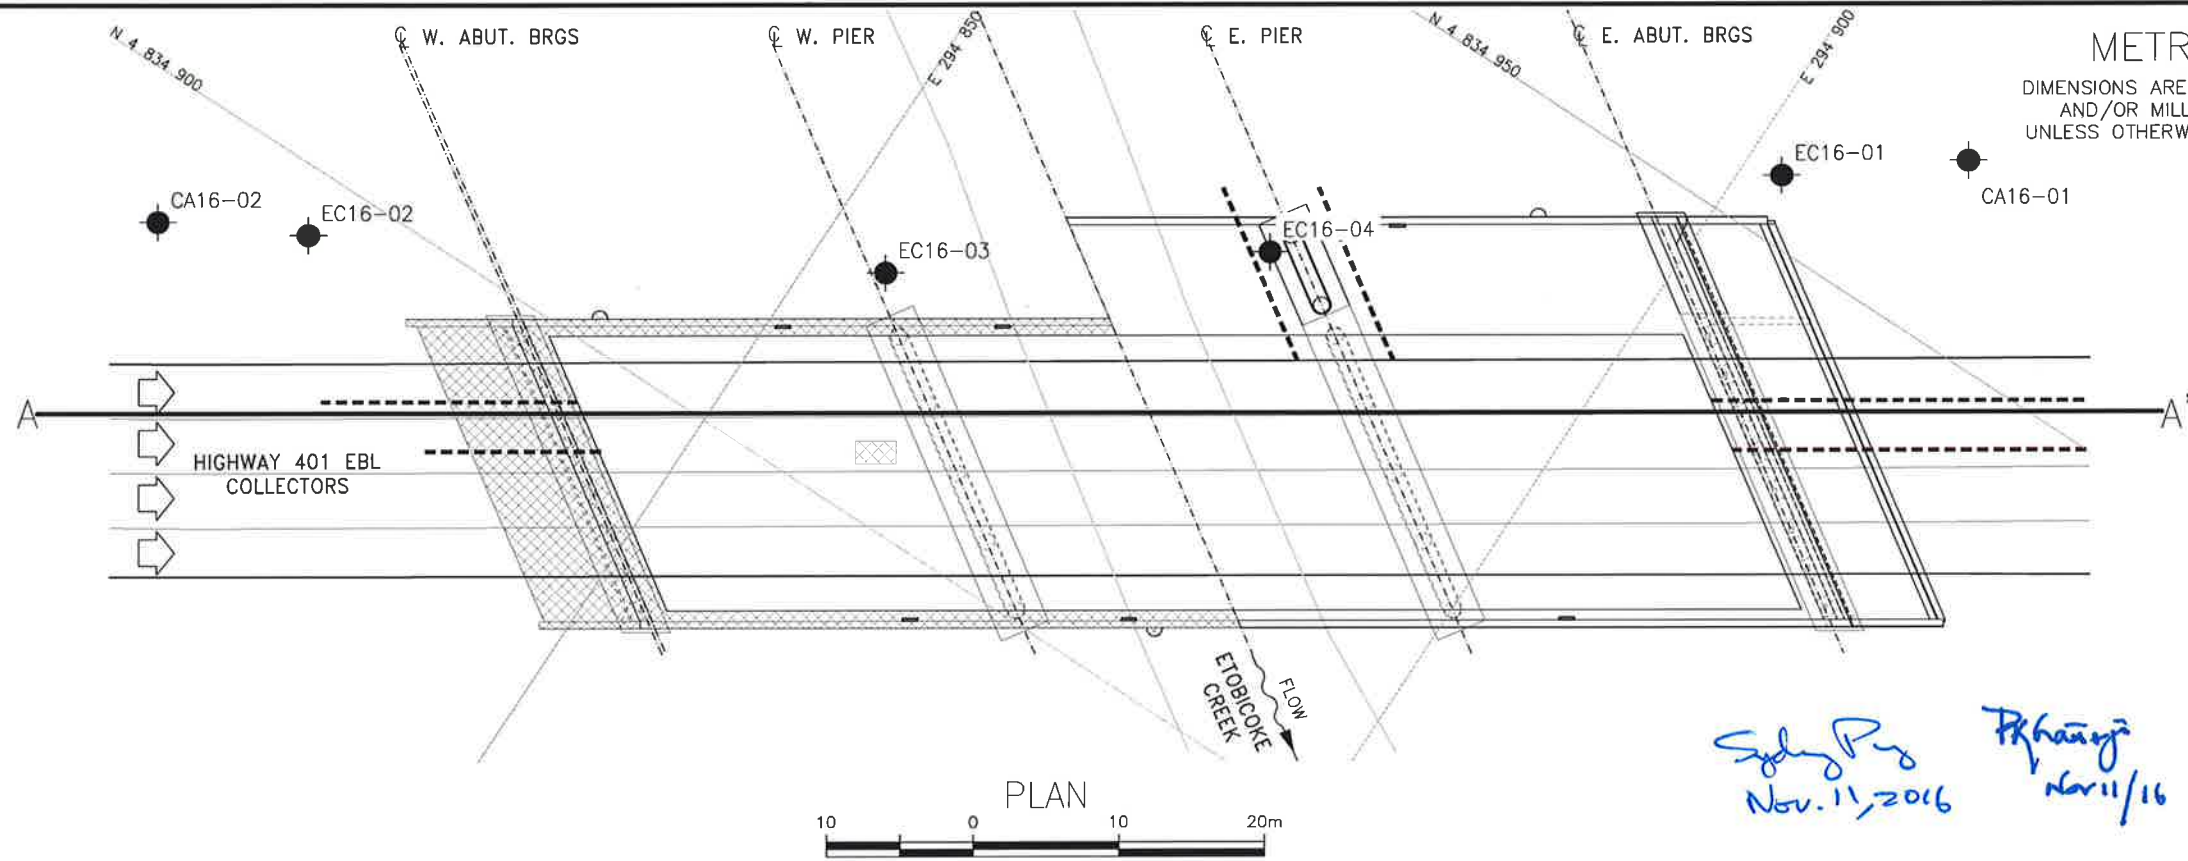 ℄ W. ABUT. BRGS
℄ W. PIER
℄ E. PIER
℄ E. ABUT. BRGS
N 4 834 900
E 294 850
N 4 834 950
E 294 900
METR
DIMENSIONS ARE
AND/OR MILL
UNLESS OTHERW
CA16-02
EC16-02
EC16-03
EC16-04
EC16-01
CA16-01
A
A'
HIGHWAY 401 EBL
COLLECTORS
ETOBICOKE
CREEK
FLOW
Nov. 11, 2016
Nov 11/16
PLAN
10 0 10 20m